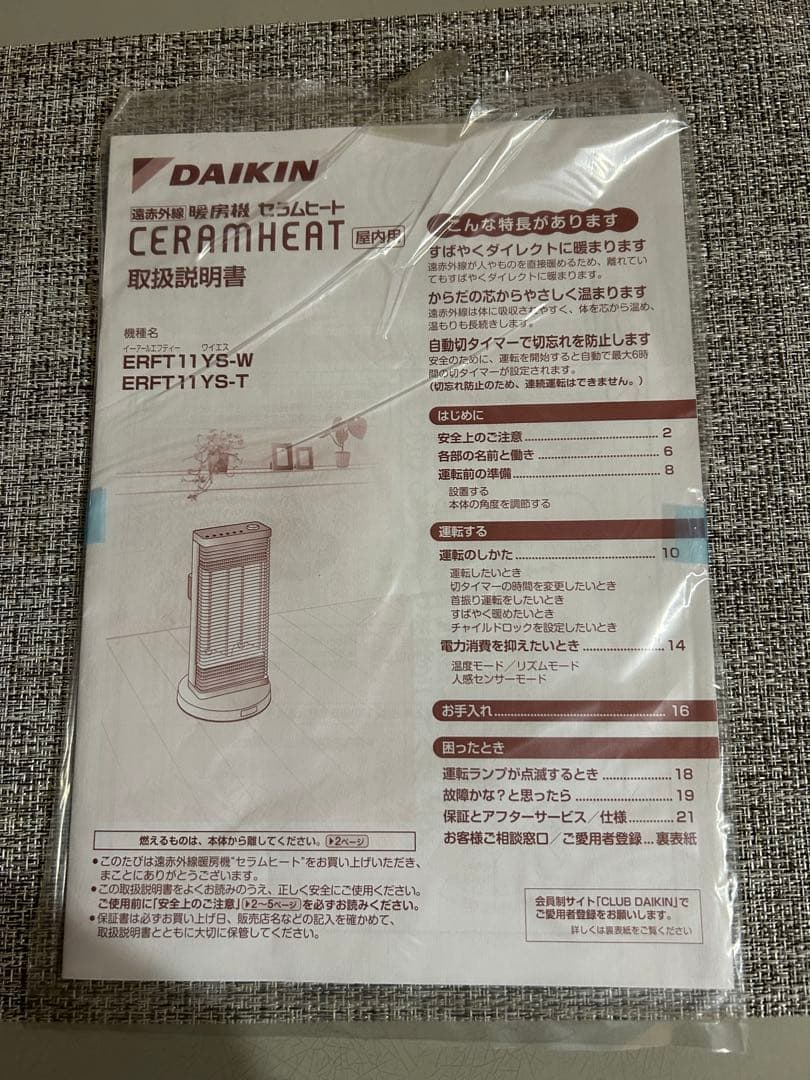 DAIKIN
遠赤外線 暖房機 セラムヒート
CERAMHEAT 屋内用
取扱説明書
機種名
イーアールエフティー ワイエス
ERFT11YS-W
ERFT11YS-T
燃えるものは、本体から離してください。▶2ページ
●このたびは遠赤外線暖房機"セラムヒート"をお買い上げいただき、
まことにありがとうございます。
●この取扱説明書をよくお読みのうえ、正しく安全にご使用ください。
ご使用前に「安全上のご注意」▶2~5ページを必ずお読みください。
●保証書は必ずお買い上げ日、販売店名などの記入を確かめて、
取扱説明書とともに大切に保管してください。
こんな特長があります
すばやくダイレクトに暖まります
遠赤外線が人やものを直接暖めるため、離れてい
てもすばやくダイレクトに暖まります。
からだの芯からやさしく温まります
遠赤外線は体に吸収されやすく、体を芯から温め、
温もりも長続きします。
自動切タイマーで切忘れを防止します
安全のために、運転を開始すると自動で最大6時
間の切タイマーが設定されます。
(切忘れ防止のため、連続運転はできません。)
はじめに
安全上のご注意 2
各部の名前と働き 6
運転前の準備 8
設置する
本体の角度を調節する
運転する
運転のしかた 10
運転したいとき
切タイマーの時間を変更したいとき
首振り運転をしたいとき
すばやく暖めたいとき
チャイルドロックを設定したいとき
電力消費を抑えたいとき 14
温度モード/リズムモード
人感センサーモード
お手入れ 16
困ったとき
運転ランプが点滅するとき 18
故障かな?と思ったら 19
保証とアフターサービス/仕様 21
お客様ご相談窓口/ご愛用者登録...裏表紙
会員制サイト「CLUB DAIKIN」で
ご愛用者登録をお願いします。
詳しくは裏表紙をご覧ください